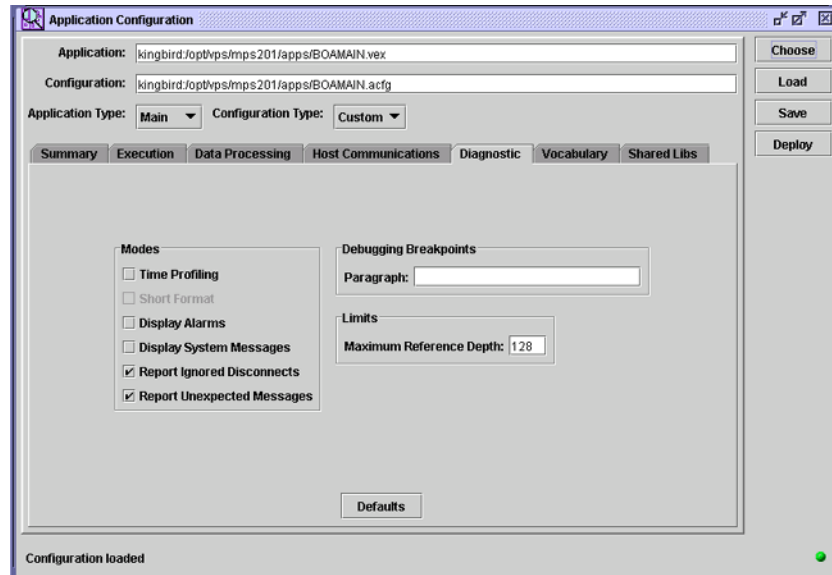 Application Configuration
Application: kingbird:/opt/vps/mps201/apps/BOAMAIN.vex
Configuration: kingbird:/opt/vps/mps201/apps/BOAMAIN.acfg
Application Type: Main Configuration Type: Custom
Choose
Load
Save
Deploy
Summary Execution Data Processing Host Communications Diagnostic Vocabulary Shared Libs
Modes
Time Profiling
Short Format
Display Alarms
Display System Messages
Report Ignored Disconnects
Report Unexpected Messages
Debugging Breakpoints
Paragraph:
Limits
Maximum Reference Depth: 128
Defaults
Configuration loaded